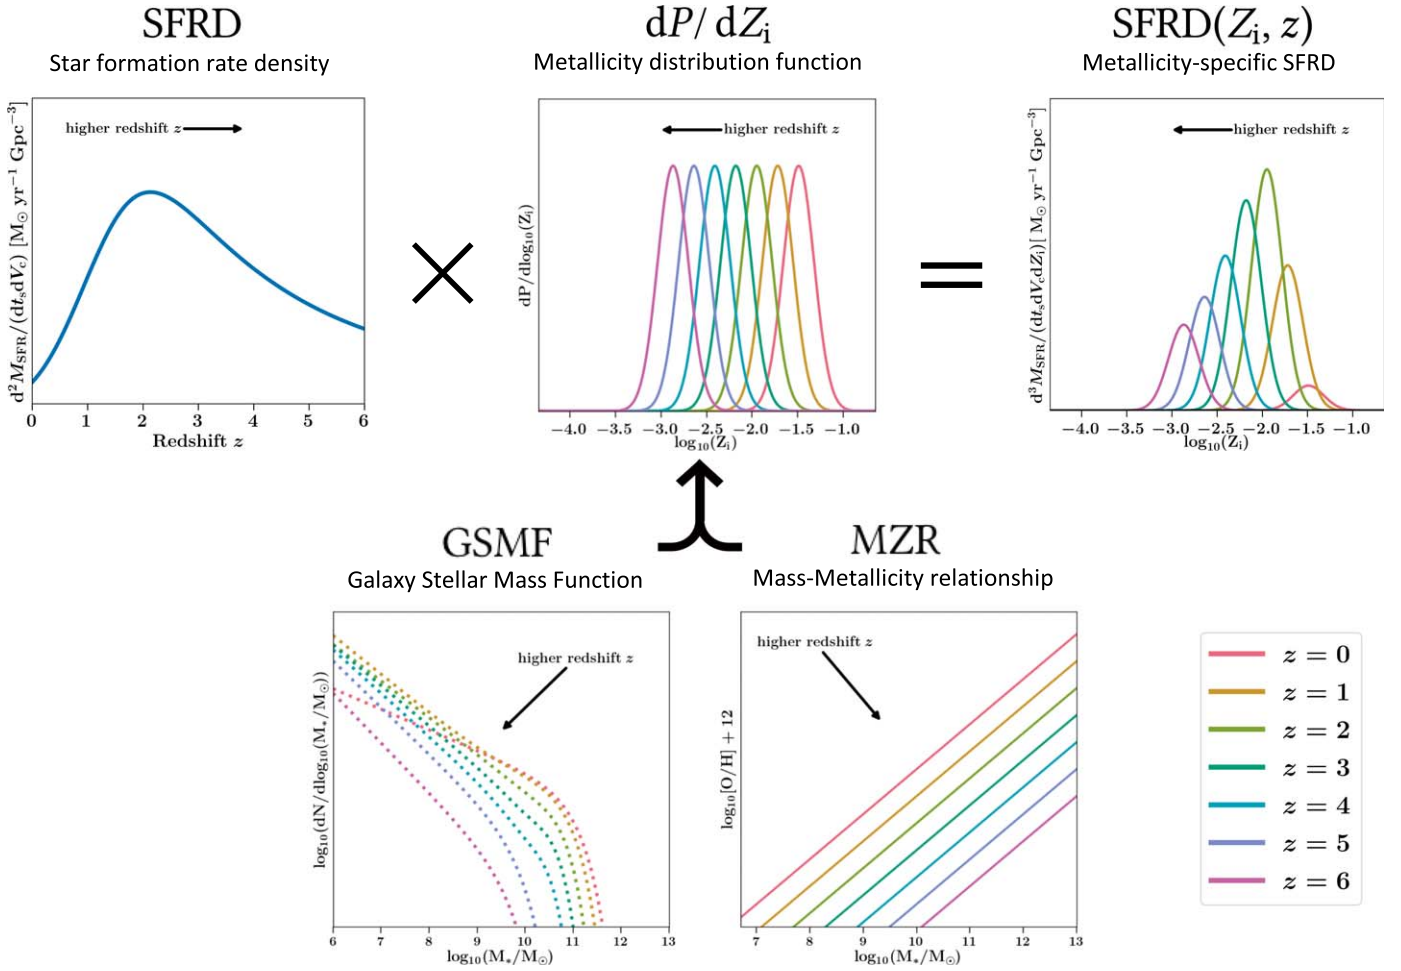 SFRD
Star formation rate density
dP/ dZᵢ
Metallicity distribution function
SFRD(Zᵢ, z)
Metallicity-specific SFRD
d²M_SFR/(dtₛdV_c) [M⊙ yr⁻¹ Gpc⁻³]
higher redshift z
0 1 2 3 4 5 6
Redshift z
dP/dlog₁₀(Zᵢ)
higher redshift z
−4.0 −3.5 −3.0 −2.5 −2.0 −1.5 −1.0
log₁₀(Zᵢ)
d³M_SFR/(dtₛdV_cdZᵢ)[ M⊙ yr⁻¹ Gpc⁻³]
higher redshift z
−4.0 −3.5 −3.0 −2.5 −2.0 −1.5 −1.0
log₁₀(Zᵢ)
GSMF
Galaxy Stellar Mass Function
MZR
Mass-Metallicity relationship
log₁₀(dN/dlog₁₀(M∗/M⊙))
higher redshift z
6 7 8 9 10 11 12 13
log₁₀(M∗/M⊙)
log₁₀[O/H] + 12
higher redshift z
7 8 9 10 11 12 13
log₁₀(M∗/M⊙)
z = 0
z = 1
z = 2
z = 3
z = 4
z = 5
z = 6